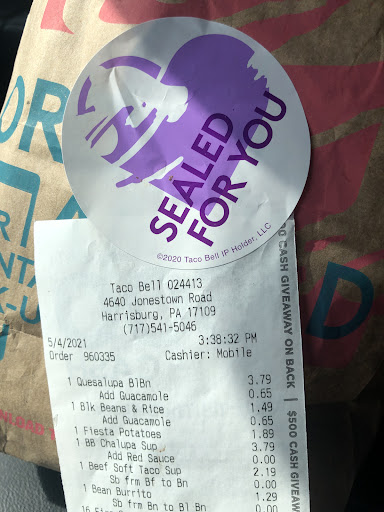 SEALED
FOR YOU
©2020 Taco Bell IP Holder, LLC
Taco Bell 024413
4640 Jonestown Road
Harrisburg, PA 17109
(717)541-5046
5/4/2021 3:38:32 PM
Order 960335 Cashier: Mobile
1 Quesalupa BlBn 3.79
Add Guacamole 0.65
1 Blk Beans & Rice 1.49
Add Guacamole 0.65
1 Fiesta Potatoes 1.89
1 BB Chalupa Sup 3.79
Add Red Sauce 0.00
1 Beef Soft Taco Sup 2.19
Sb frm Bf to Bn 0.00
1 Bean Burrito 1.29
Sb frm Bn to Bl Bn 0.00
CASH GIVEAWAY ON BACK | $500 CASH GIVEAW
OR
D